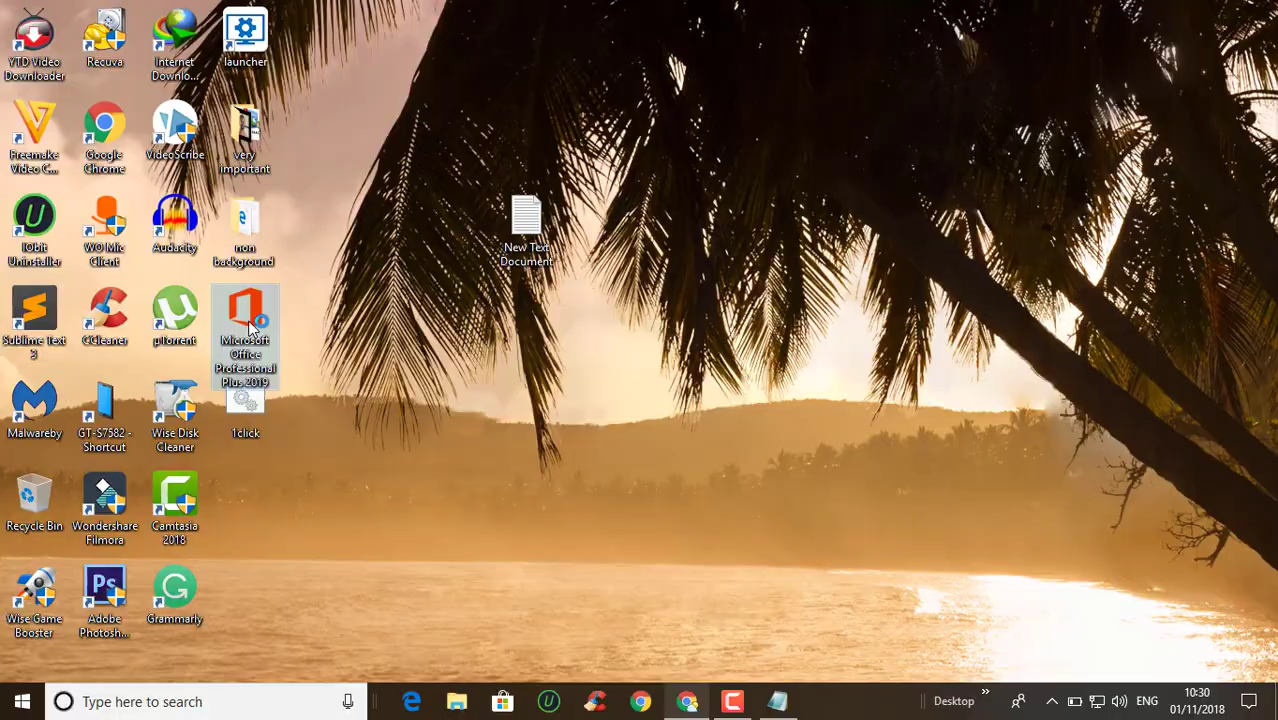 YTD Video
Downloader
Recuva
Internet
Downlo...
launcher
Freemake
Video C...
Google
Chrome
VideoScribe
very
important
IObit
Uninstaller
WO Mic
Client
Audacity
non
background
New Text
Document
Sublime Text
3
CCleaner
µTorrent
Microsoft
Office
Professional
Plus 2019
Malwareby
GT-S7582 -
Shortcut
Wise Disk
Cleaner
1click
Recycle Bin
Wondershare
Filmora
Camtasia
2018
Wise Game
Booster
Ps
Adobe
Photosh...
Grammarly
Type here to search
Desktop
ENG
10:30
01/11/2018